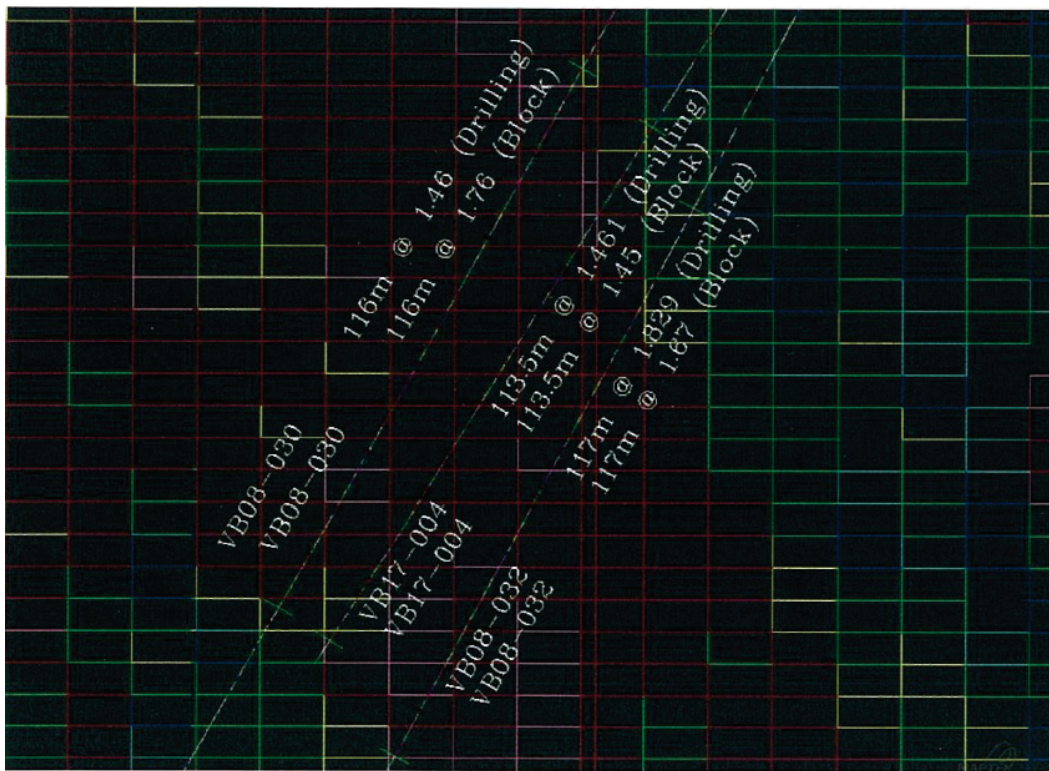 VB08-030 116m @ 1.46 (Drilling)
VB08-030 116m @ 1.76 (Block)
VB17-004 113.5m @ 1.461 (Drilling)
VB17-004 113.5m @ 1.45 (Block)
VB08-032 117m @ 1.829 (Drilling)
VB08-032 117m @ 1.67 (Block)